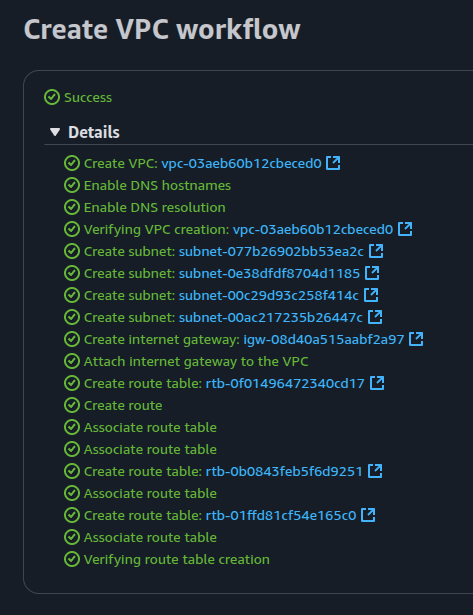 Create VPC workflow
Success
Details
Create VPC: vpc-03aeb60b12cbeced0
Enable DNS hostnames
Enable DNS resolution
Verifying VPC creation: vpc-03aeb60b12cbeced0
Create subnet: subnet-077b26902bb53ea2c
Create subnet: subnet-0e38dfdf8704d1185
Create subnet: subnet-00c29d93c258f414c
Create subnet: subnet-00ac217235b26447c
Create internet gateway: igw-08d40a515aabf2a97
Attach internet gateway to the VPC
Create route table: rtb-0f01496472340cd17
Create route
Associate route table
Associate route table
Create route table: rtb-0b0843feb5f6d9251
Associate route table
Create route table: rtb-01ffd81cf54e165c0
Associate route table
Verifying route table creation